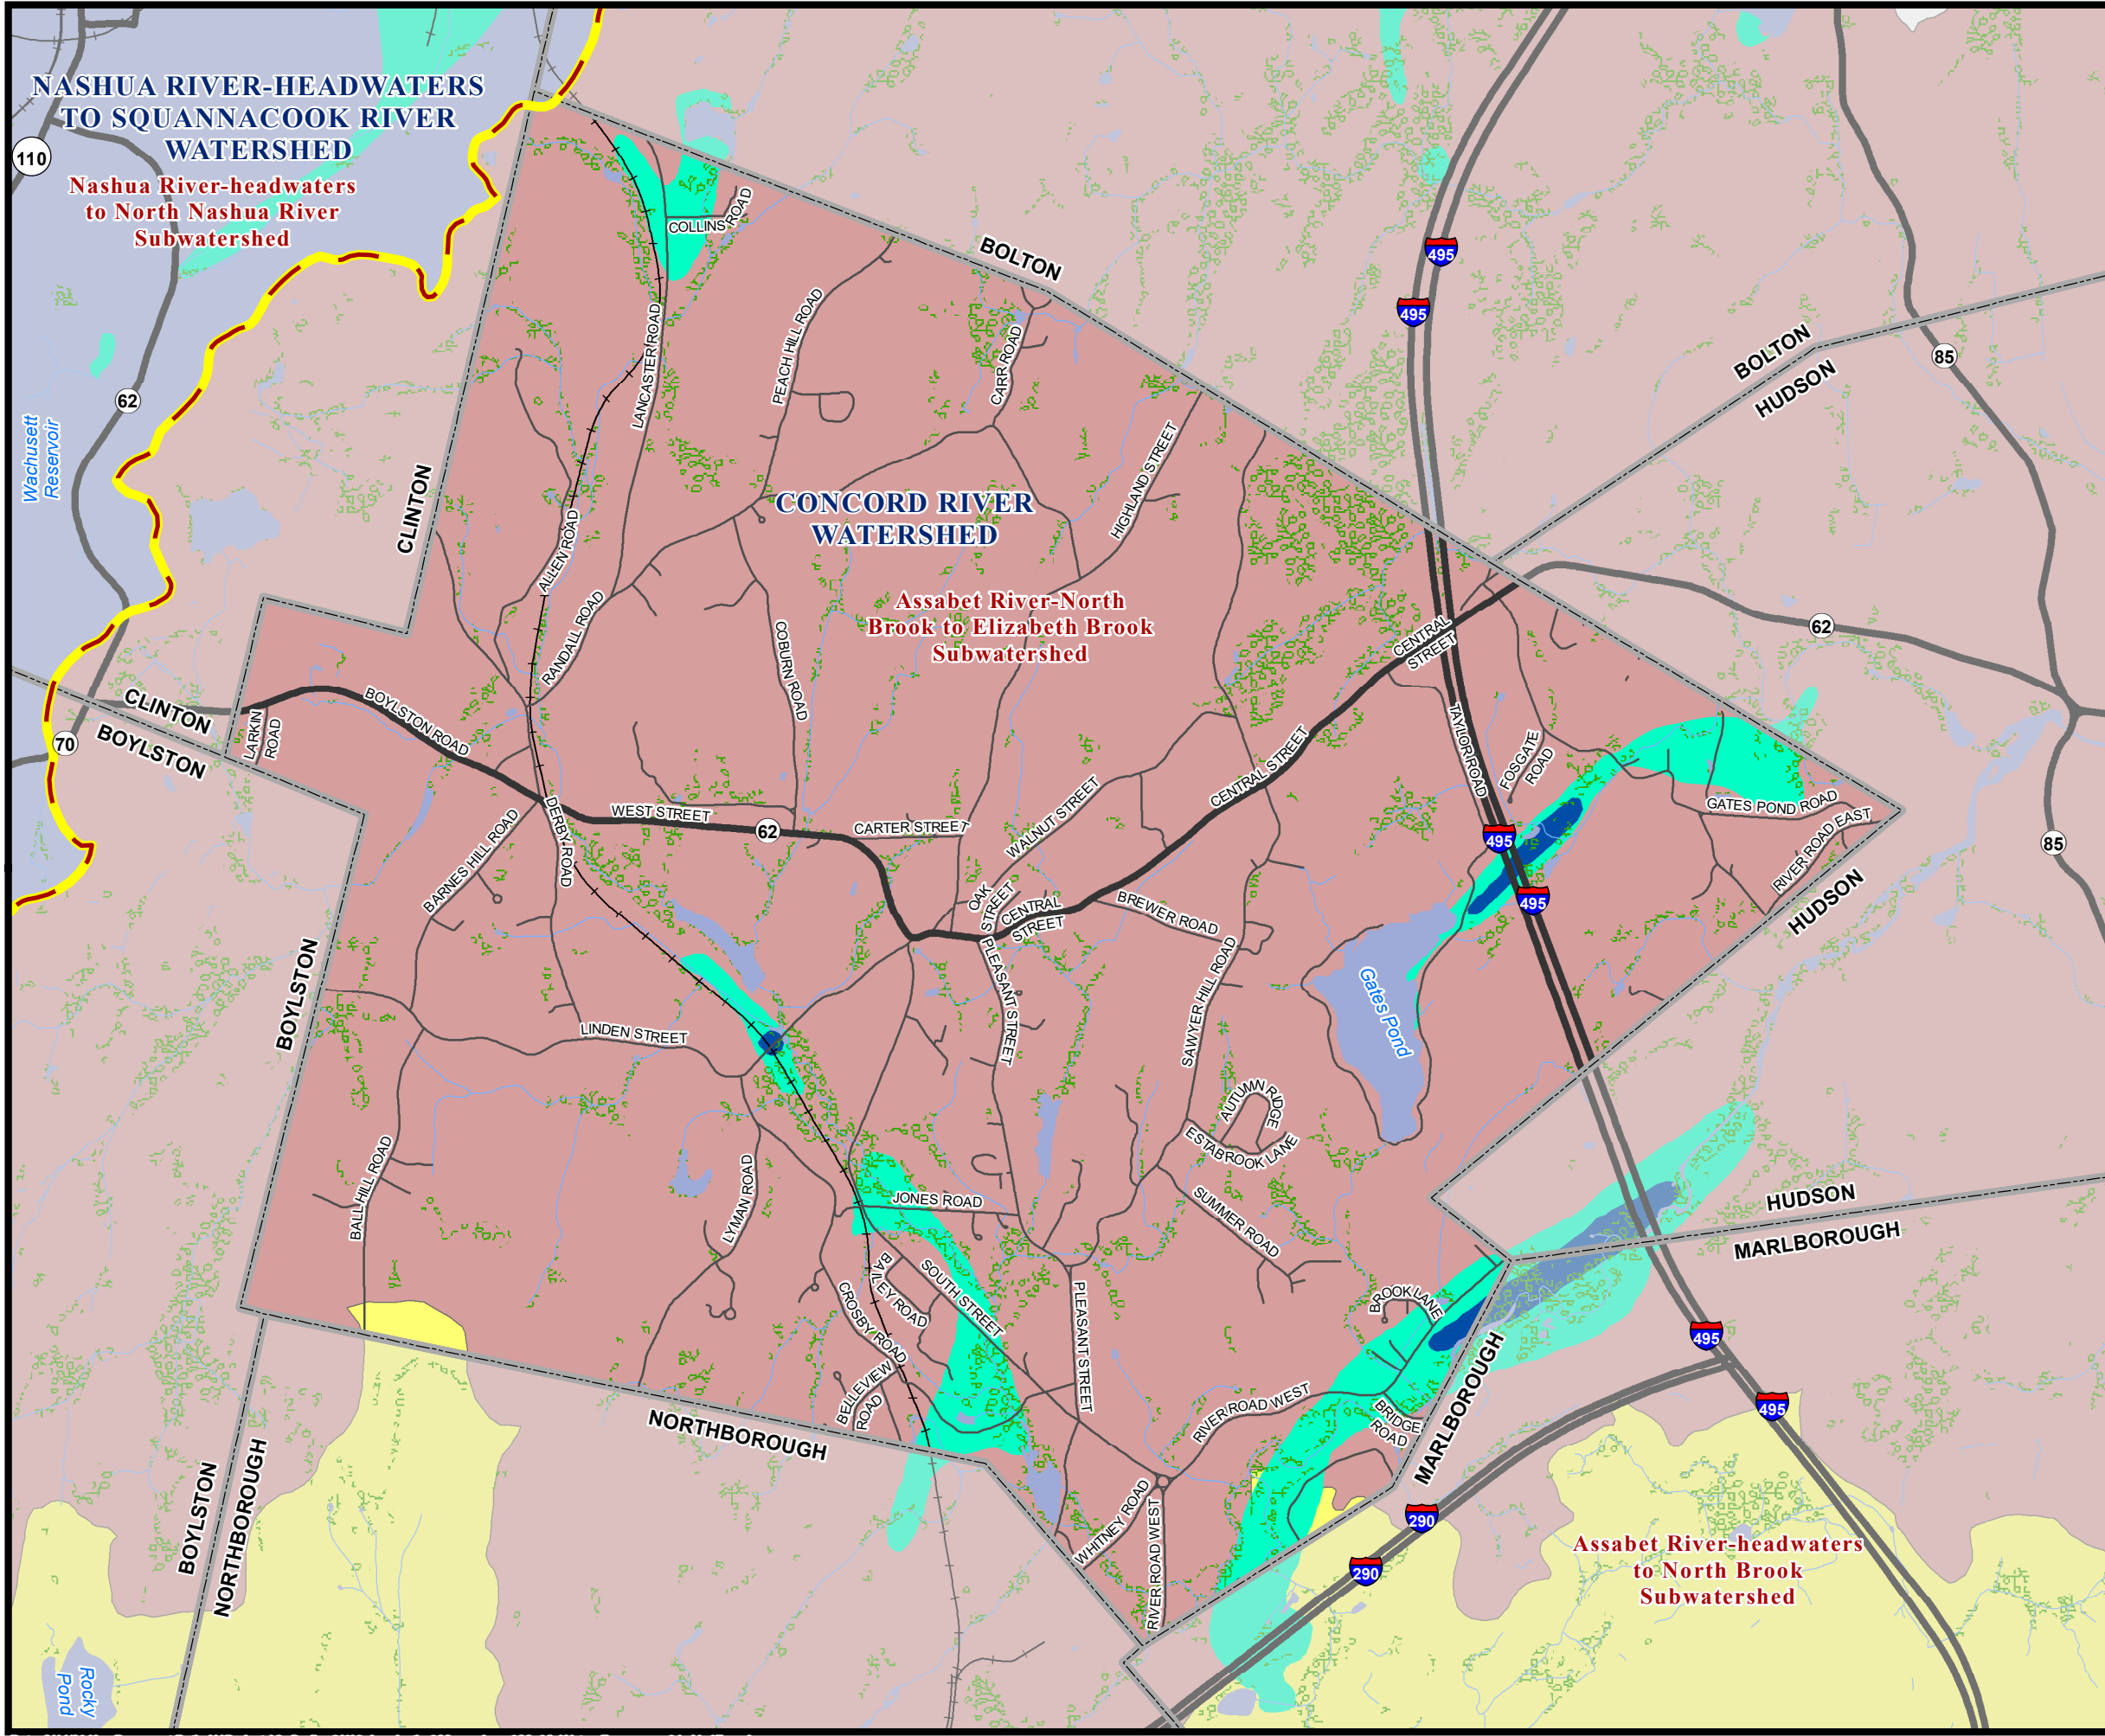 NASHUA RIVER-HEADWATERS
TO SQUANNACOOK RIVER
WATERSHED
110
Nashua River-headwaters
to North Nashua River
Subwatershed
COLLINS ROAD
BOLTON
495
495
PEACH HILL ROAD
CARR ROAD
LANCASTER ROAD
BOLTON
HUDSON
85
62
Wachusett
Reservoir
CLINTON
HIGHLAND STREET
CONCORD RIVER
WATERSHED
ALLEN ROAD
RANDALL ROAD
Assabet River-North
Brook to Elizabeth Brook
Subwatershed
COBURN ROAD
CENTRAL
STREET
62
CLINTON
BOYLSTON
70
LARKIN
ROAD
BOYLSTON ROAD
TAYLOR ROAD
FOSGATE
ROAD
CENTRAL STREET
WALNUT STREET
WEST STREET
62
CARTER STREET
DERBY ROAD
BARNES HILL ROAD
GATES POND ROAD
RIVER ROAD EAST
495
495
85
HUDSON
OAK
STREET
CENTRAL
STREET
BREWER ROAD
PLEASANT STREET
SAWYER HILL ROAD
Gates Pond
BOYLSTON
LINDEN STREET
AUTUMN RIDGE
ESTABROOK LANE
BALL HILL ROAD
LYMAN ROAD
JONES ROAD
SUMMER ROAD
HUDSON
MARLBOROUGH
BAILEY ROAD
SOUTH STREET
CROSBY ROAD
PLEASANT STREET
BROOK LANE
MARLBOROUGH
495
495
BELLEVIEW
ROAD
RIVER ROAD WEST
BRIDGE
ROAD
NORTHBOROUGH
BOYLSTON
NORTHBOROUGH
WHITNEY ROAD
RIVER ROAD WEST
290
290
Assabet River-headwaters
to North Brook
Subwatershed
Rocky
Pond